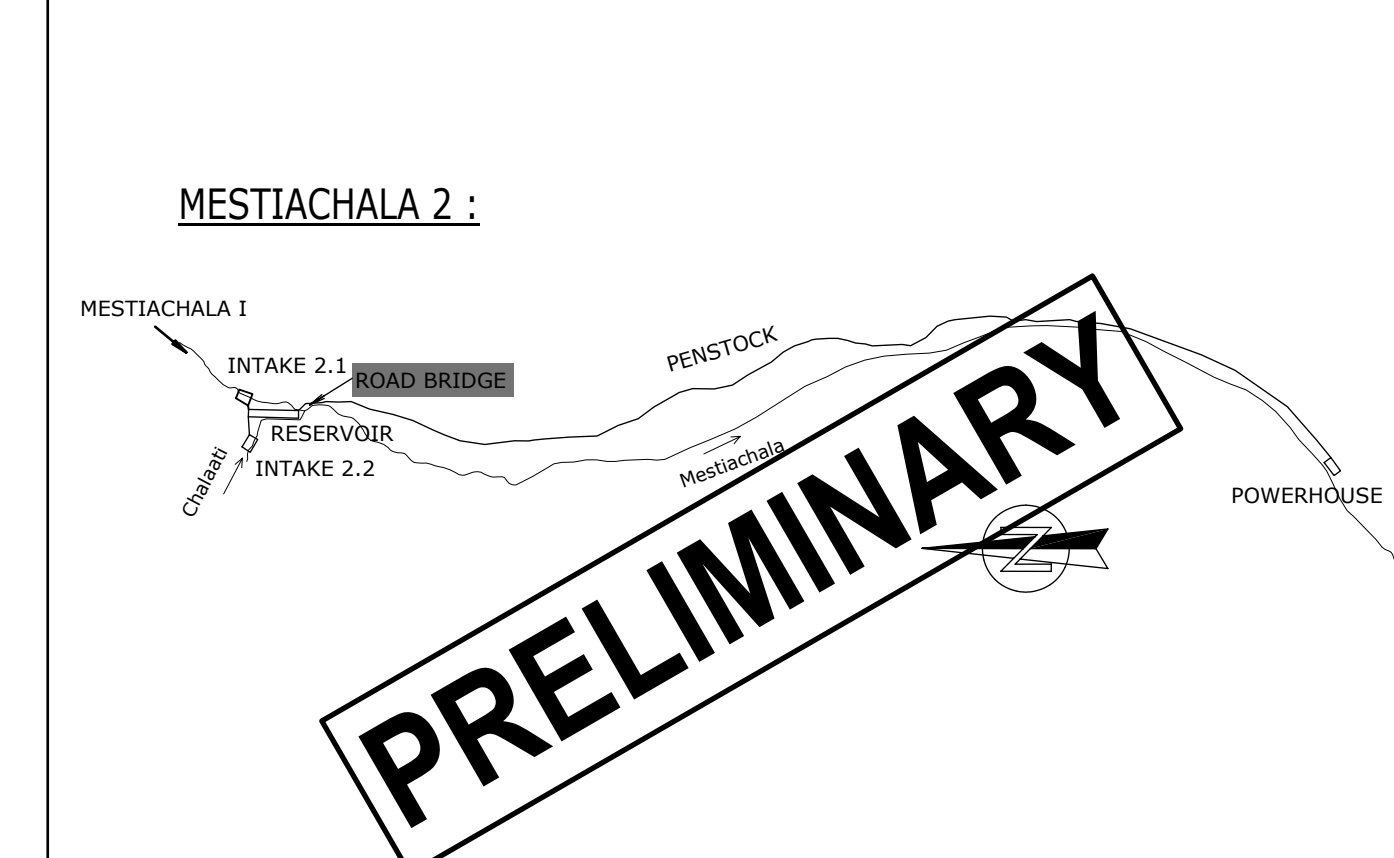 MESTIACHALA 2 :
MESTIACHALA I
INTAKE 2.1
ROAD BRIDGE
RESERVOIR
INTAKE 2.2
Chalaati
PENSTOCK
Mestiachala
POWERHOUSE
PRELIMINARY
Z